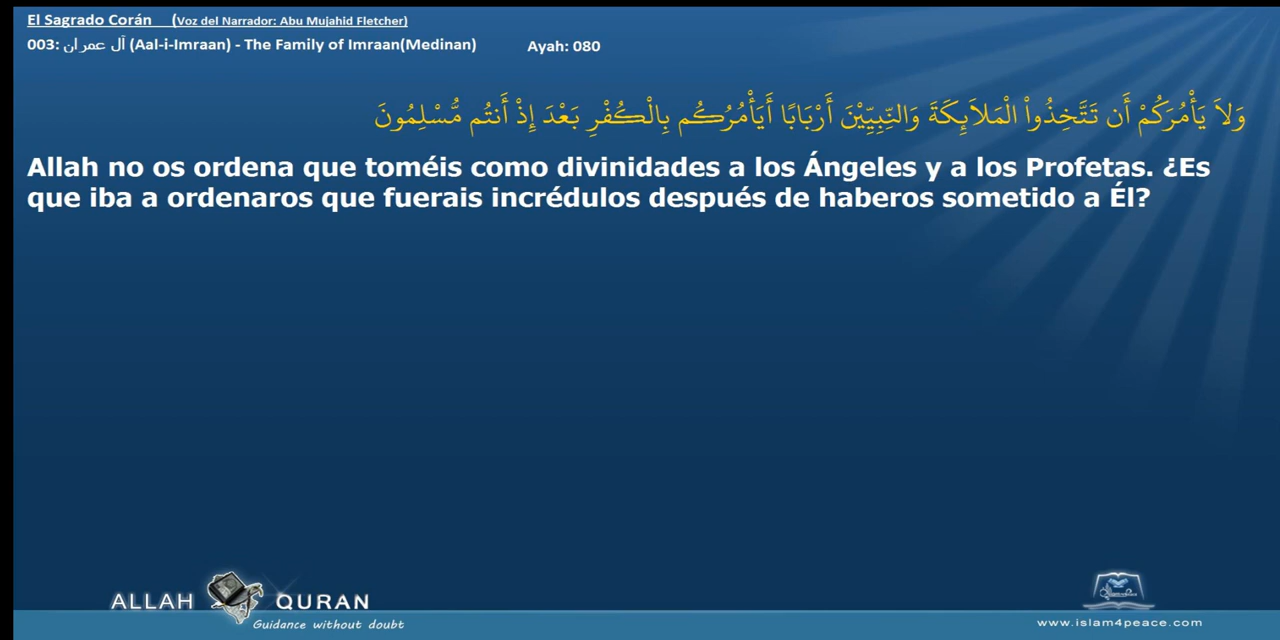 El Sagrado Corán (Voz del Narrador: Abu Mujahid Fletcher)
003: آل عمران (Aal-i-Imraan) - The Family of Imraan(Medinan) Ayah: 080
وَلاَ يَأْمُرَكُمْ أَن تَتَّخِذُواْ الْمَلاَئِكَةَ وَالنِّبِيِّيْنَ أَرْبَابًا أَيَأْمُرُكُم بِالْكُفْرِ بَعْدَ إِذْ أَنتُم مُّسْلِمُونَ
Allah no os ordena que toméis como divinidades a los Ángeles y a los Profetas. ¿Es
que iba a ordenaros que fuerais incrédulos después de haberos sometido a Él?
ALLAH QURAN
Guidance without doubt
www.islam4peace.com